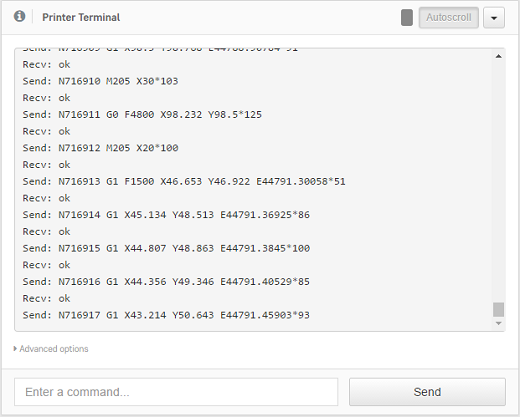 Printer Terminal
Autoscroll
Recv: ok
Send: N716910 M205 X30*103
Recv: ok
Send: N716911 G0 F4800 X98.232 Y98.5*125
Recv: ok
Send: N716912 M205 X20*100
Recv: ok
Send: N716913 G1 F1500 X46.653 Y46.922 E44791.30058*51
Recv: ok
Send: N716914 G1 X45.134 Y48.513 E44791.36925*86
Recv: ok
Send: N716915 G1 X44.807 Y48.863 E44791.3845*100
Recv: ok
Send: N716916 G1 X44.356 Y49.346 E44791.40529*85
Recv: ok
Send: N716917 G1 X43.214 Y50.643 E44791.45903*93
Advanced options
Enter a command...
Send